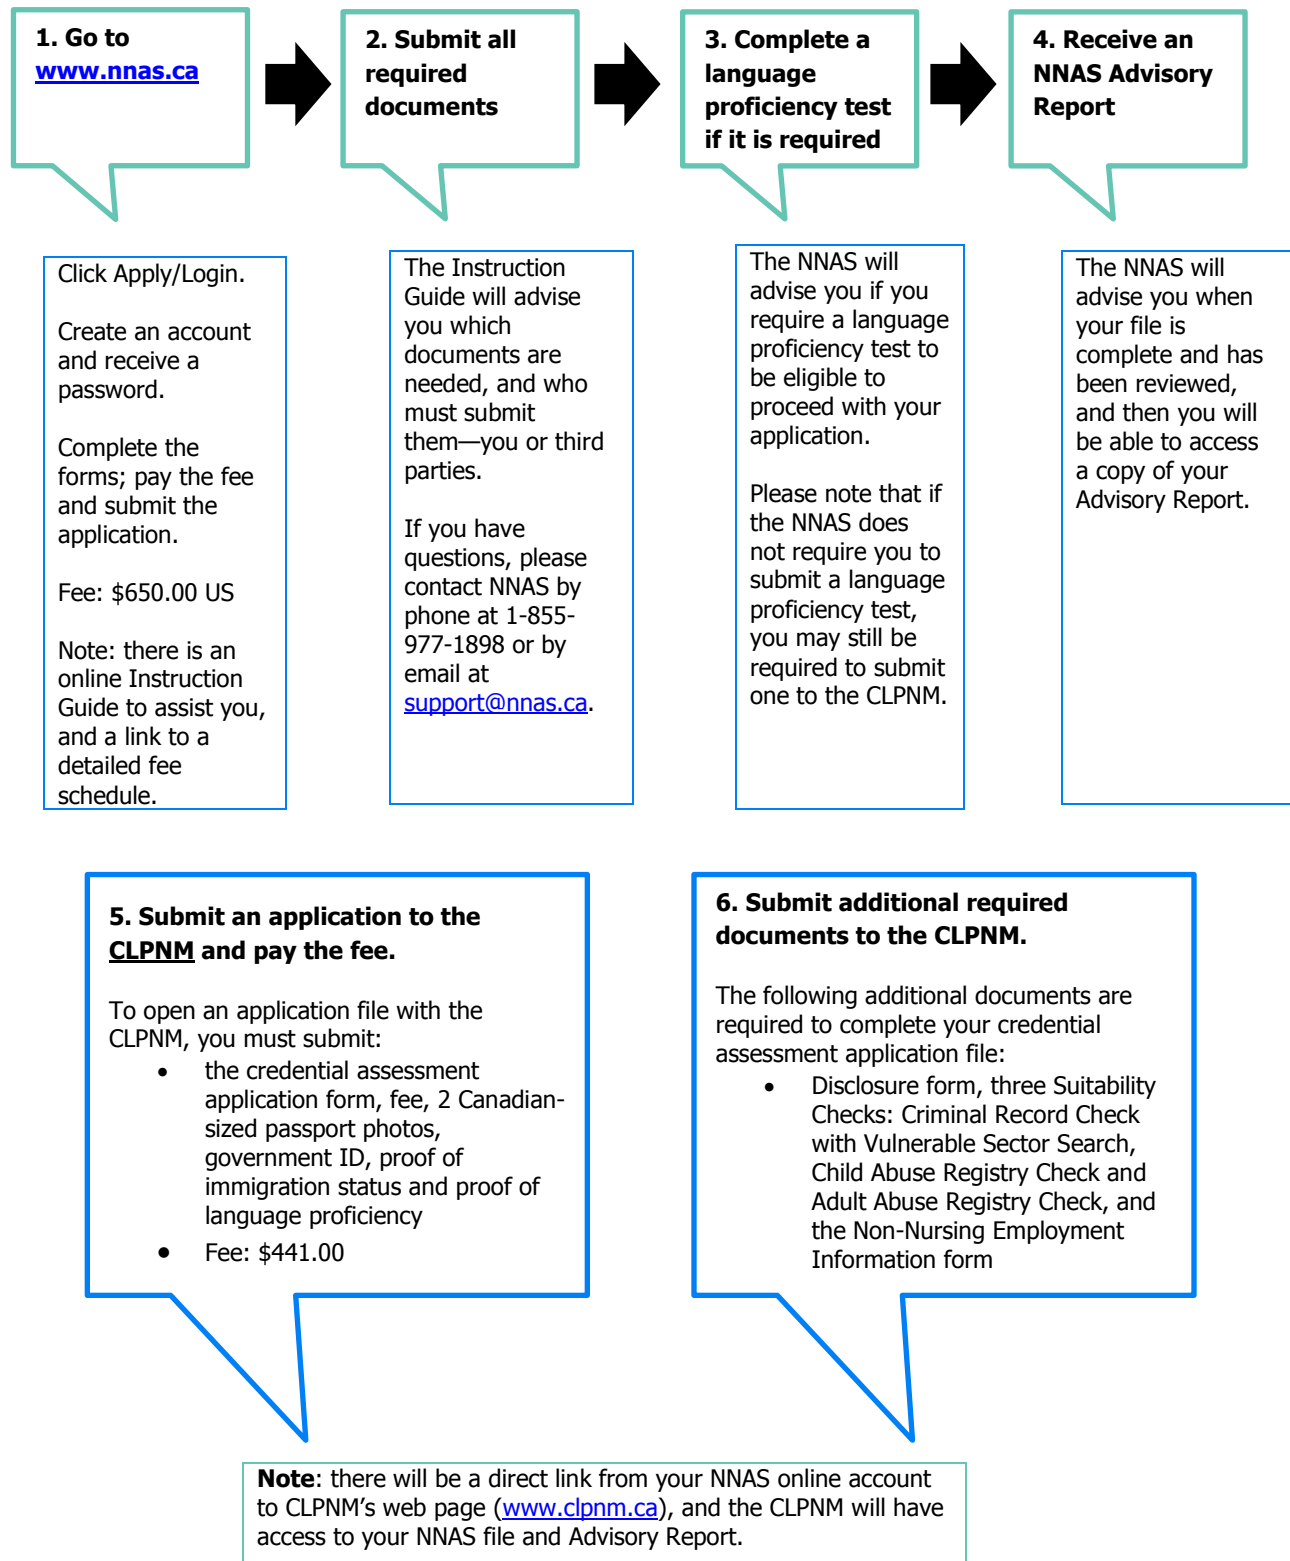 1. Go to
www.nnas.ca
2. Submit all
required
documents
3. Complete a
language
proficiency test
if it is required
4. Receive an
NNAS Advisory
Report
Click Apply/Login.
Create an account
and receive a
password.
Complete the
forms; pay the fee
and submit the
application.
Fee: $650.00 US
Note: there is an
online Instruction
Guide to assist you,
and a link to a
detailed fee
schedule.
The Instruction
Guide will advise
you which
documents are
needed, and who
must submit
them—you or third
parties.
If you have
questions, please
contact NNAS by
phone at 1-855-
977-1898 or by
email at
support@nnas.ca.
The NNAS will
advise you if you
require a language
proficiency test to
be eligible to
proceed with your
application.
Please note that if
the NNAS does
not require you to
submit a language
proficiency test,
you may still be
required to submit
one to the CLPNM.
The NNAS will
advise you when
your file is
complete and has
been reviewed,
and then you will
be able to access
a copy of your
Advisory Report.
5. Submit an application to the
CLPNM and pay the fee.
To open an application file with the
CLPNM, you must submit:
• the credential assessment
application form, fee, 2 Canadian-
sized passport photos,
government ID, proof of
immigration status and proof of
language proficiency
• Fee: $441.00
6. Submit additional required
documents to the CLPNM.
The following additional documents are
required to complete your credential
assessment application file:
• Disclosure form, three Suitability
Checks: Criminal Record Check
with Vulnerable Sector Search,
Child Abuse Registry Check and
Adult Abuse Registry Check, and
the Non-Nursing Employment
Information form
Note: there will be a direct link from your NNAS online account
to CLPNM’s web page (www.clpnm.ca), and the CLPNM will have
access to your NNAS file and Advisory Report.